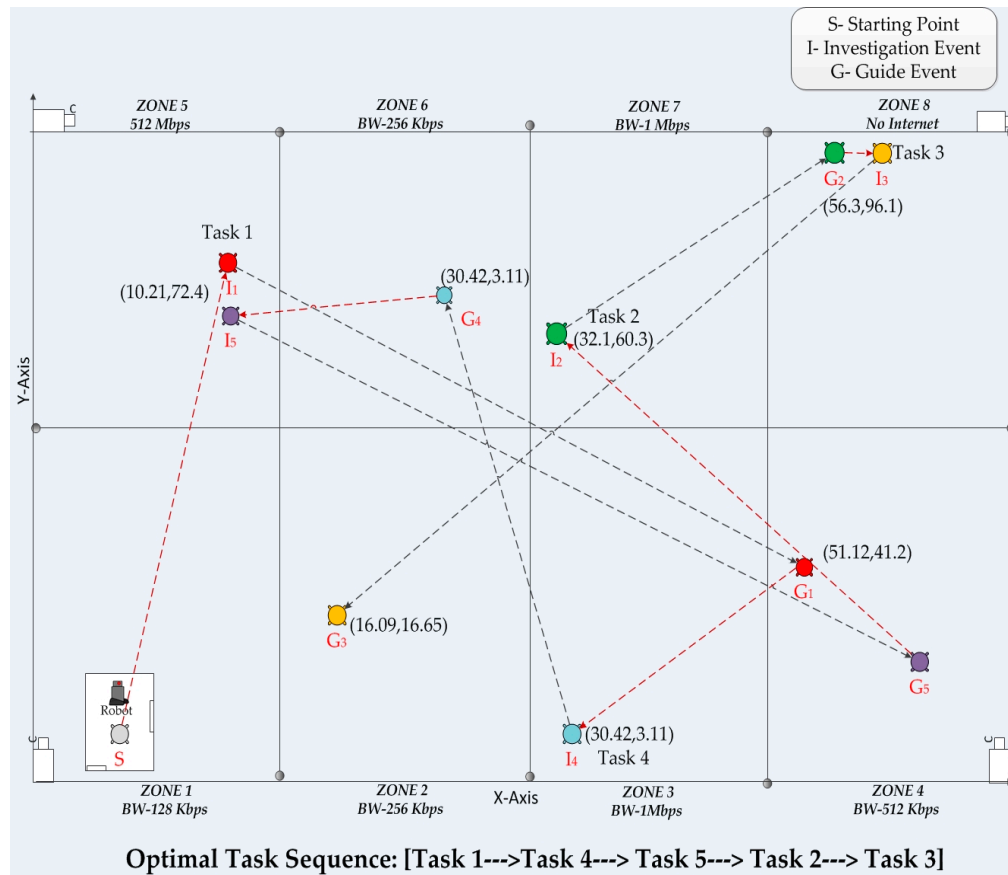 S- Starting Point
I- Investigation Event
G- Guide Event
C
ZONE 5
512 Mbps
ZONE 6
BW-256 Kbps
ZONE 7
BW-1 Mbps
ZONE 8
No Internet
Task 3
G2
I3
(56.3,96.1)
Task 1
(10.21,72.4)
I1
I5
(30.42,3.11)
G4
Task 2
(32.1,60.3)
I2
Y-Axis
(51.12,41.2)
G1
G3
(16.09,16.65)
G5
Robot
S
(30.42,3.11)
I4
Task 4
C
C
ZONE 1
BW-128 Kbps
ZONE 2
BW-256 Kbps
X-Axis
ZONE 3
BW-1Mbps
ZONE 4
BW-512 Kbps
Optimal Task Sequence: [Task 1--->Task 4---> Task 5---> Task 2---> Task 3]